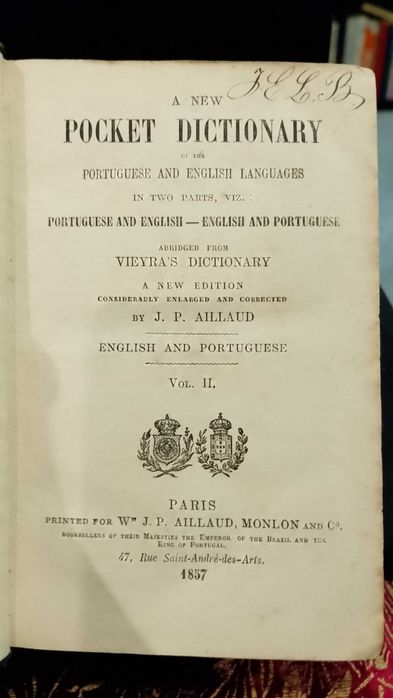 J E L. B
A NEW
POCKET DICTIONARY
OF THE
PORTUGUESE AND ENGLISH LANGUAGES
IN TWO PARTS, VIZ. :
PORTUGUESE AND ENGLISH — ENGLISH AND PORTUGUESE
ABRIDGED FROM
VIEYRA'S DICTIONARY
A NEW EDITION
CONSIDERABLY ENLARGED AND CORRECTED
BY J. P. AILLAUD
ENGLISH AND PORTUGUESE
VOL. II.
PARIS
PRINTED FOR Ww J. P. AILLAUD, MONLON AND Co.
BOOKSELLERS OF THEIR MAJESTIES THE EMPEROR OF THE BRAZIL AND THE
KING OF PORTUGAL.
47, Rue Saint-André-des-Arts.
1857